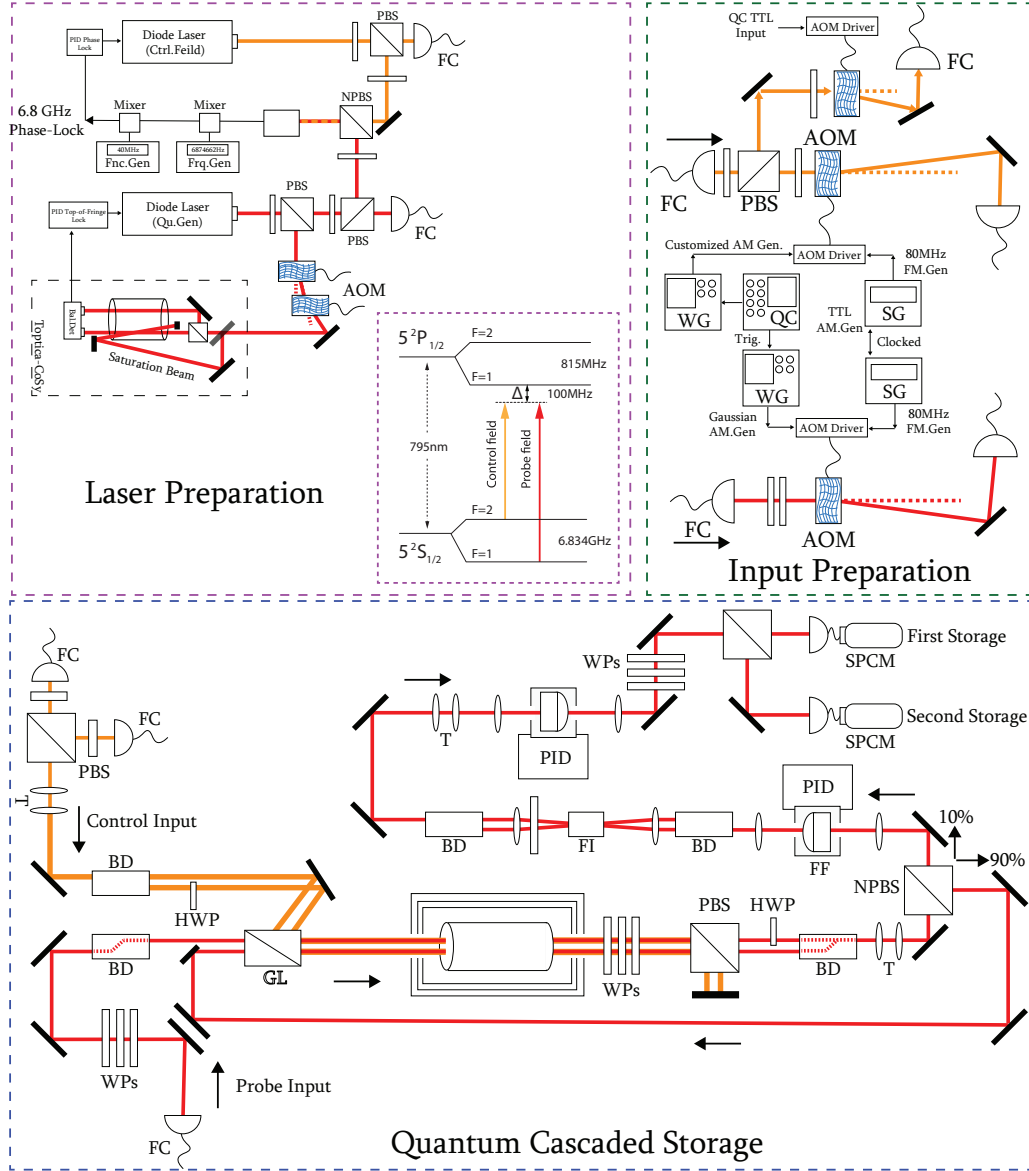 PBS
Diode Laser
(Ctrl.Feild)
PID Phase
Lock
FC
6.8 GHz
Phase-Lock
Mixer
Mixer
NPBS
40MHz
Fnc.Gen
6874662Hz
Frq.Gen
PBS
PID Top-of-Fringe
Lock
Diode Laser
(Qu.Gen)
PBS
FC
AOM
Bal.Det
Toptica-CoSy
Saturation Beam
5 ²P 1/2
F=2
815MHz
F=1
Δ
100MHz
795nm
Control field
Probe field
F=2
5 ²S 1/2
6.834GHz
F=1
Laser Preparation
QC TTL
Input
AOM Driver
FC
AOM
FC
PBS
Customized AM Gen.
AOM Driver
80MHz
FM.Gen
WG
QC
SG
TTL
AM.Gen
Trig.
Clocked
WG
SG
Gaussian
AM.Gen
AOM Driver
80MHz
FM.Gen
FC
AOM
Input Preparation
FC
FC
PBS
T
Control Input
BD
HWP
BD
GL
WPs
Probe Input
FC
WPs
First Storage
SPCM
Second Storage
SPCM
T
PID
PID
10%
90%
BD
FI
BD
FF
NPBS
PBS
HWP
WPs
BD
T
Quantum Cascaded Storage